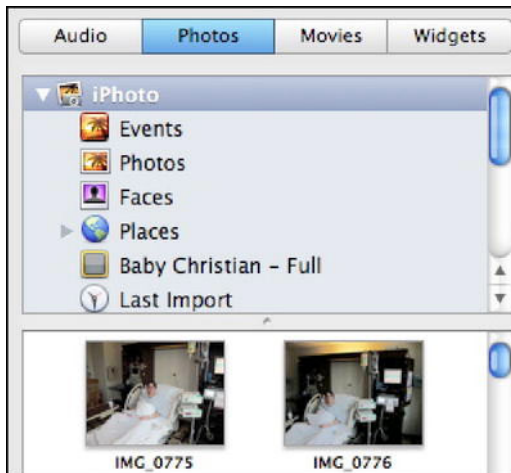 Audio Photos Movies Widgets
iPhoto
Events
Photos
Faces
Places
Baby Christian – Full
Last Import
IMG_0775 IMG_0776